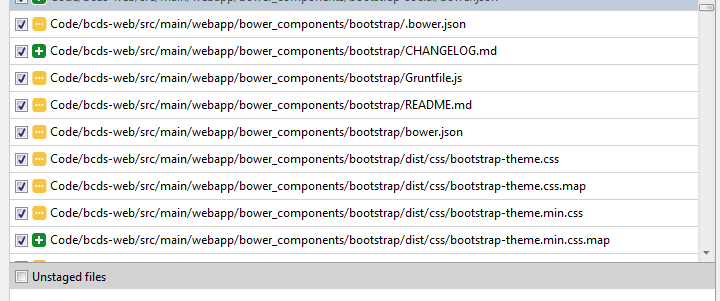 Code/bcds-web/src/main/webapp/bower_components/bootstrap/.bower.json
Code/bcds-web/src/main/webapp/bower_components/bootstrap/CHANGELOG.md
Code/bcds-web/src/main/webapp/bower_components/bootstrap/Gruntfile.js
Code/bcds-web/src/main/webapp/bower_components/bootstrap/README.md
Code/bcds-web/src/main/webapp/bower_components/bootstrap/bower.json
Code/bcds-web/src/main/webapp/bower_components/bootstrap/dist/css/bootstrap-theme.css
Code/bcds-web/src/main/webapp/bower_components/bootstrap/dist/css/bootstrap-theme.css.map
Code/bcds-web/src/main/webapp/bower_components/bootstrap/dist/css/bootstrap-theme.min.css
Code/bcds-web/src/main/webapp/bower_components/bootstrap/dist/css/bootstrap-theme.min.css.map
Unstaged files